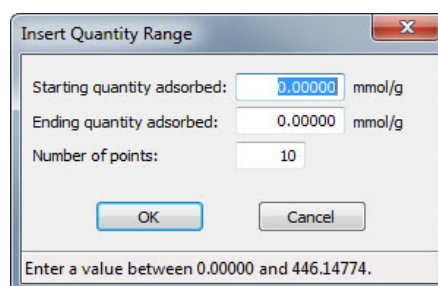 Insert Quantity Range
Starting quantity adsorbed: 0.00000 mmol/g
Ending quantity adsorbed: 0.00000 mmol/g
Number of points: 10
OK Cancel
Enter a value between 0.00000 and 446.14774.